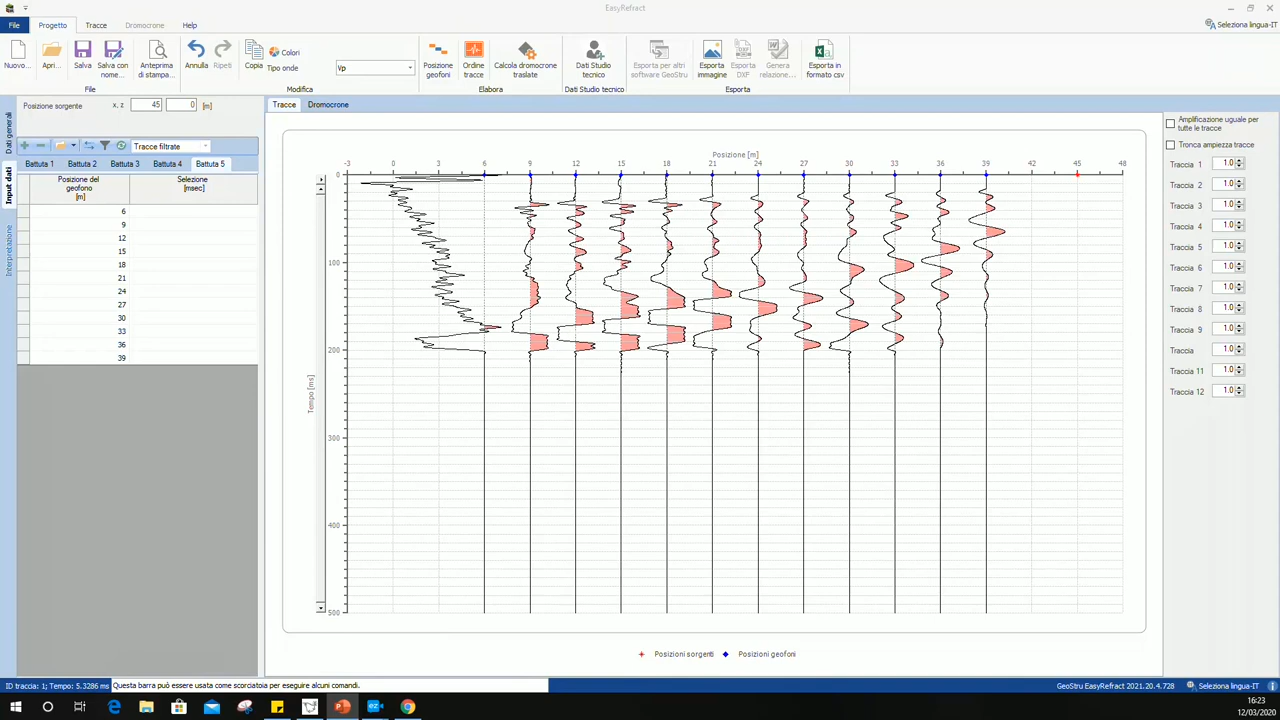 EasyRefract
File Progetto Tracce Dromocrone Help
Seleziona lingua-IT
Nuovo... Apri... Salva Salva con nome... Anteprima di stampa...
File
Annulla Ripeti Copia Colori
Tipo onde Vp
Modifica
Posizione geofoni Ordine tracce Calcola dromocrone traslate
Elabora
Dati Studio tecnico
Dati Studio tecnico
Esporta per altri software GeoStru Esporta immagine Esporta DXF Genera relazione... Esporta in formato csv
Esporta
Dati generali
Input dati
Interpretazione
Posizione sorgente x, z 45 0 [m]
Tracce filtrate
Battuta 1 Battuta 2 Battuta 3 Battuta 4 Battuta 5
Posizione del geofono [m] Selezione [msec]
6
9
12
15
18
21
24
27
30
33
36
39
Tracce Dromocrone
Posizione [m]
-3 0 3 6 9 12 15 18 21 24 27 30 33 36 39 45 48
0
100
200
300
400
500
Tempo [ms]
Posizioni sorgenti Posizioni geofoni
Amplificazione uguale per tutte le tracce
Tronca ampiezza tracce
Traccia 1 1.0
Traccia 2 1.0
Traccia 3 1.0
Traccia 4 1.0
Traccia 5 1.0
Traccia 6 1.0
Traccia 7 1.0
Traccia 8 1.0
Traccia 9 1.0
Traccia 1.0
Traccia 11 1.0
Traccia 12 1.0
ID traccia: 1; Tempo: 5.3286 ms Questa barra può essere usata come scorciatoia per eseguire alcuni comandi. GeoStru EasyRefract 2021.20.4.728 Seleziona lingua-IT
16:23
12/03/2020